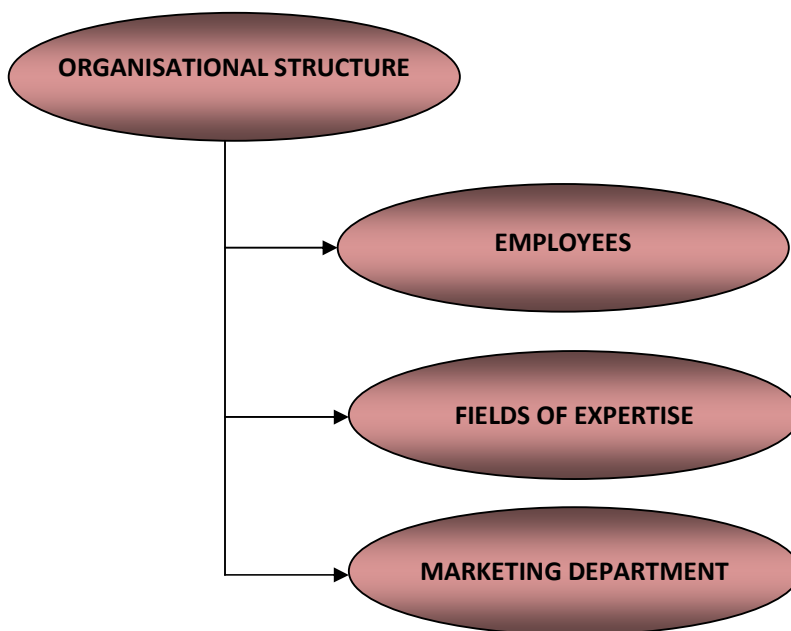 ORGANISATIONAL STRUCTURE
EMPLOYEES
FIELDS OF EXPERTISE
MARKETING DEPARTMENT